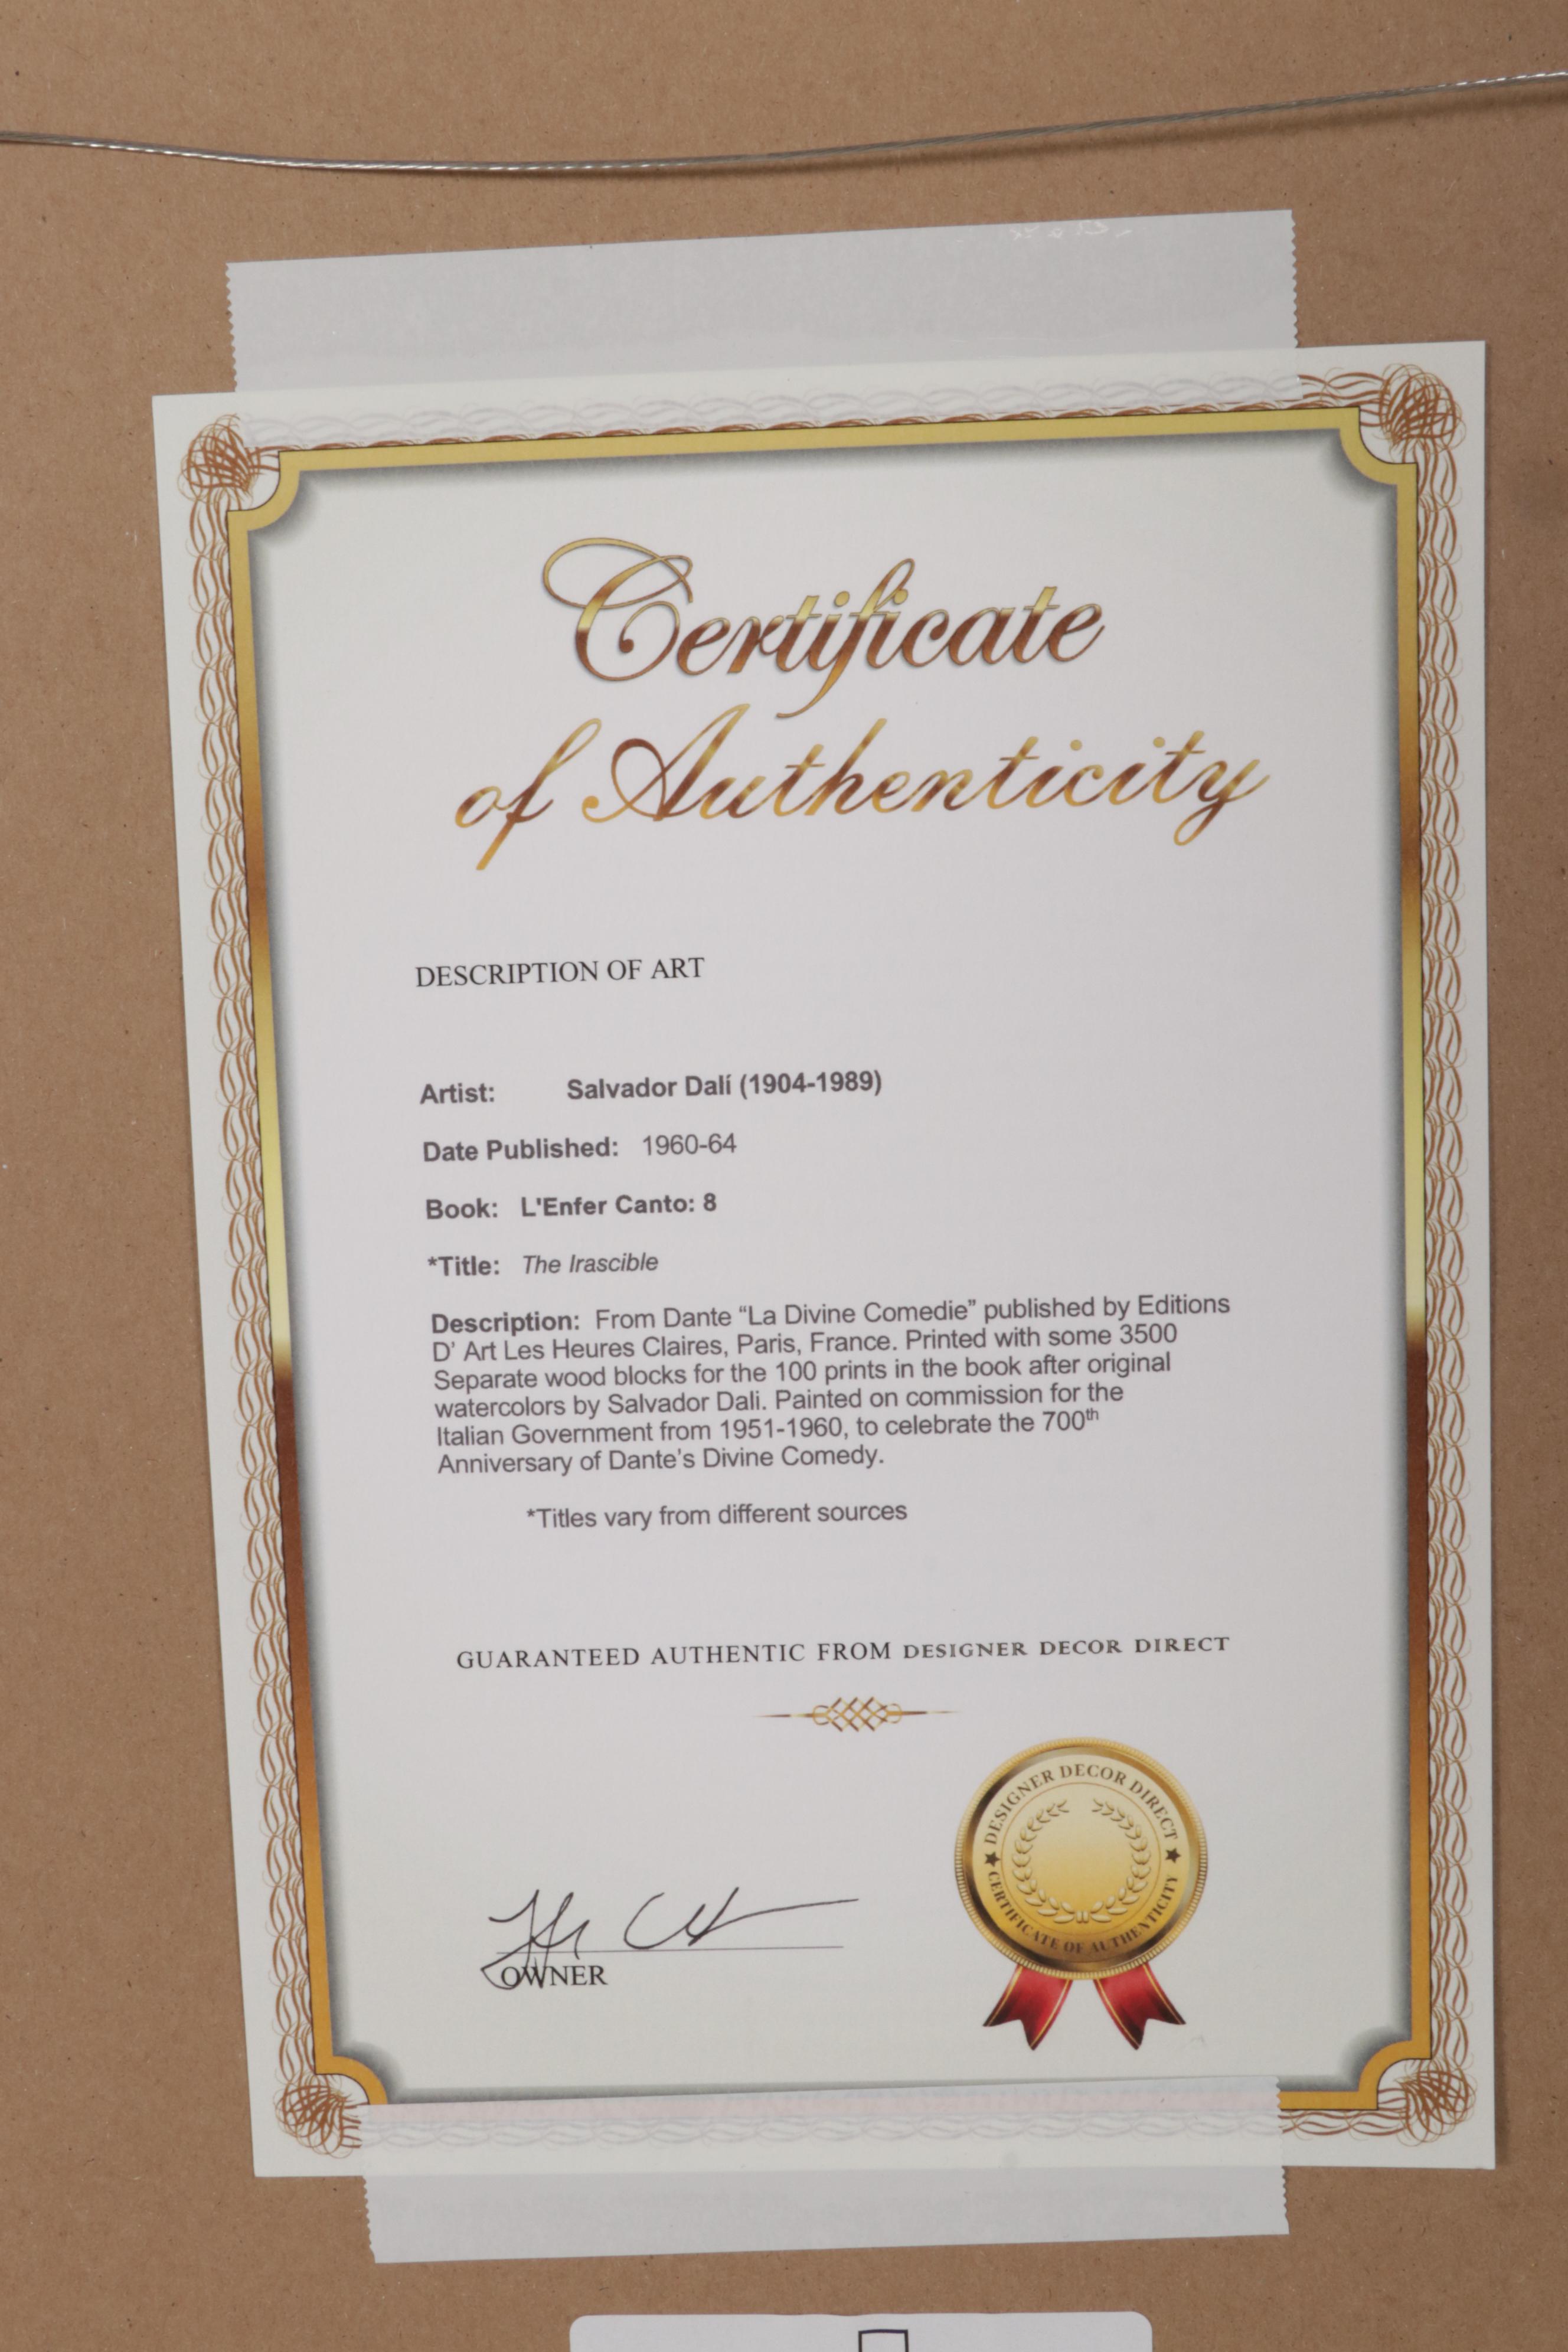 Certificate
of Authenticity
DESCRIPTION OF ART
Artist: Salvador Dalí (1904-1989)
Date Published: 1960-64
Book: L'Enfer Canto: 8
*Title: The Irascible
Description: From Dante “La Divine Comedie” published by Editions
D' Art Les Heures Claires, Paris, France. Printed with some 3500
Separate wood blocks for the 100 prints in the book after original
watercolors by Salvador Dali. Painted on commission for the
Italian Government from 1951-1960, to celebrate the 700th
Anniversary of Dante’s Divine Comedy.
*Titles vary from different sources
GUARANTEED AUTHENTIC FROM DESIGNER DECOR DIRECT
DESIGNER DECOR DIRECT
CERTIFICATE OF AUTHENTICITY
OWNER